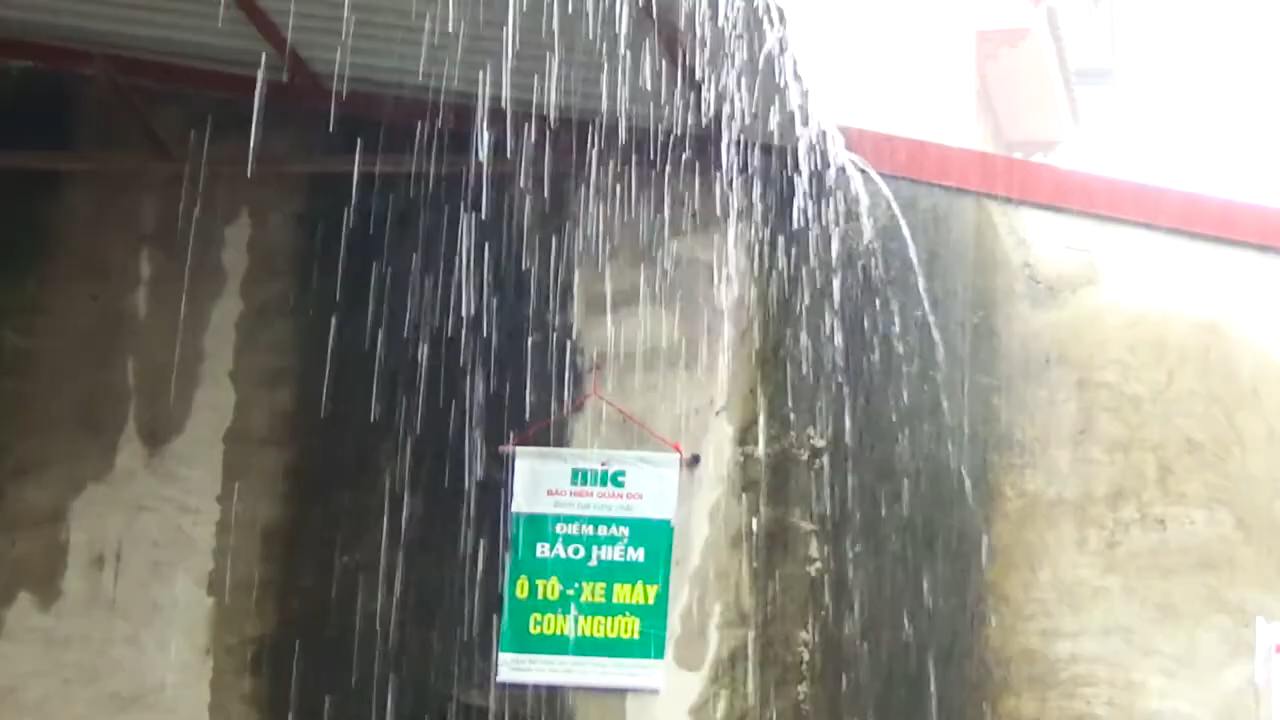 mic
BẢO HIỂM QUÂN ĐỘI
ĐIỂM BÁN
BẢO HIỂM
Ô TÔ - XE MÁY
CON NGƯỜI